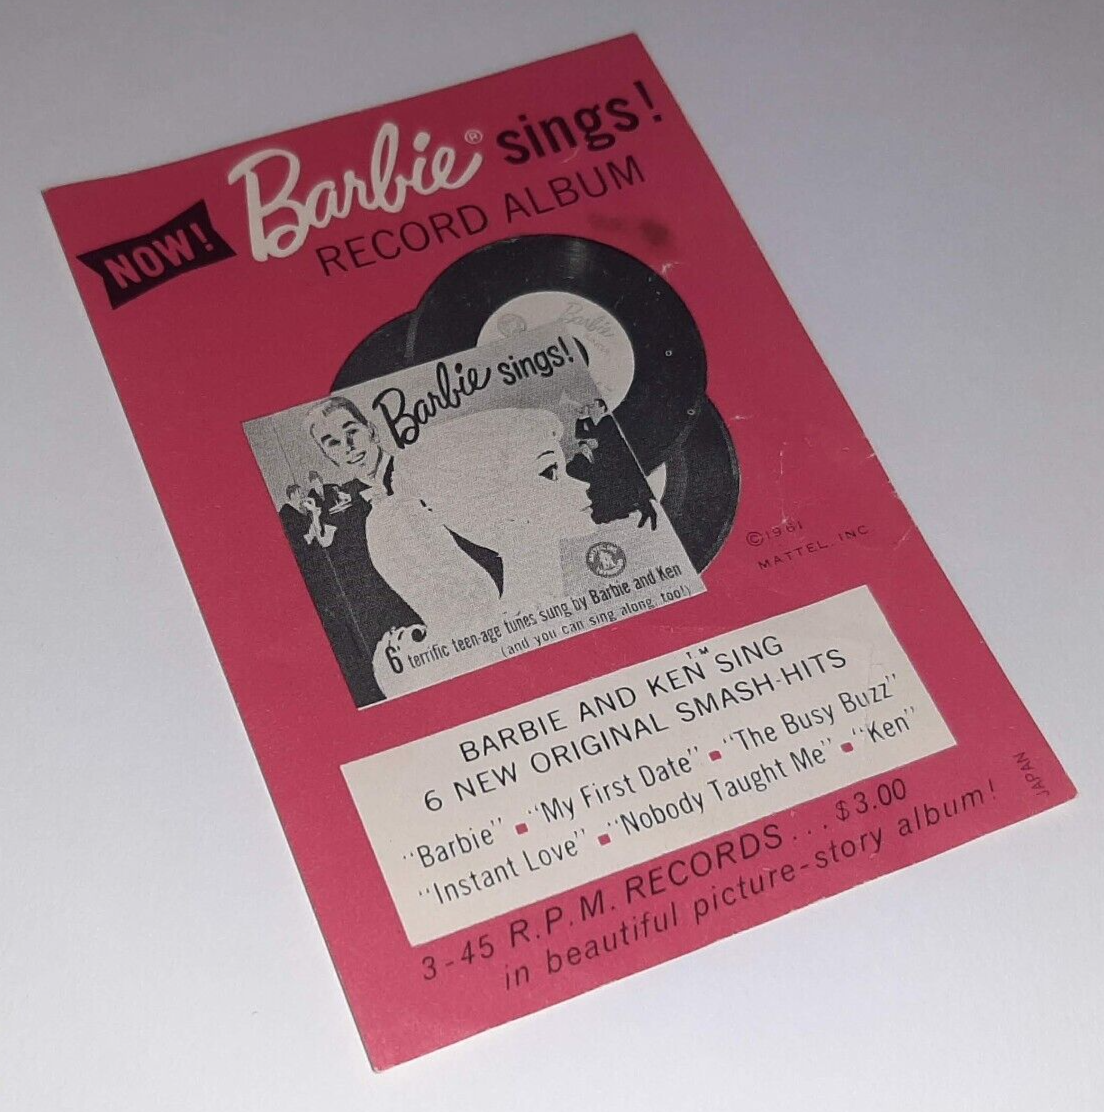 NOW!
Barbie® sings!
RECORD ALBUM
Barbie
Barbie sings!
6 terrific teen-age tunes sung by Barbie and Ken
(and you can sing along, too!)
©1961
MATTEL, INC.
BARBIE AND KEN™ SING
6 NEW ORIGINAL SMASH-HITS
"Barbie" ▪ "My First Date" ▪ "The Busy Buzz"
"Instant Love" ▪ "Nobody Taught Me" ▪ "Ken"
3-45 R.P.M. RECORDS...$3.00
in beautiful picture-story album!
JAPAN